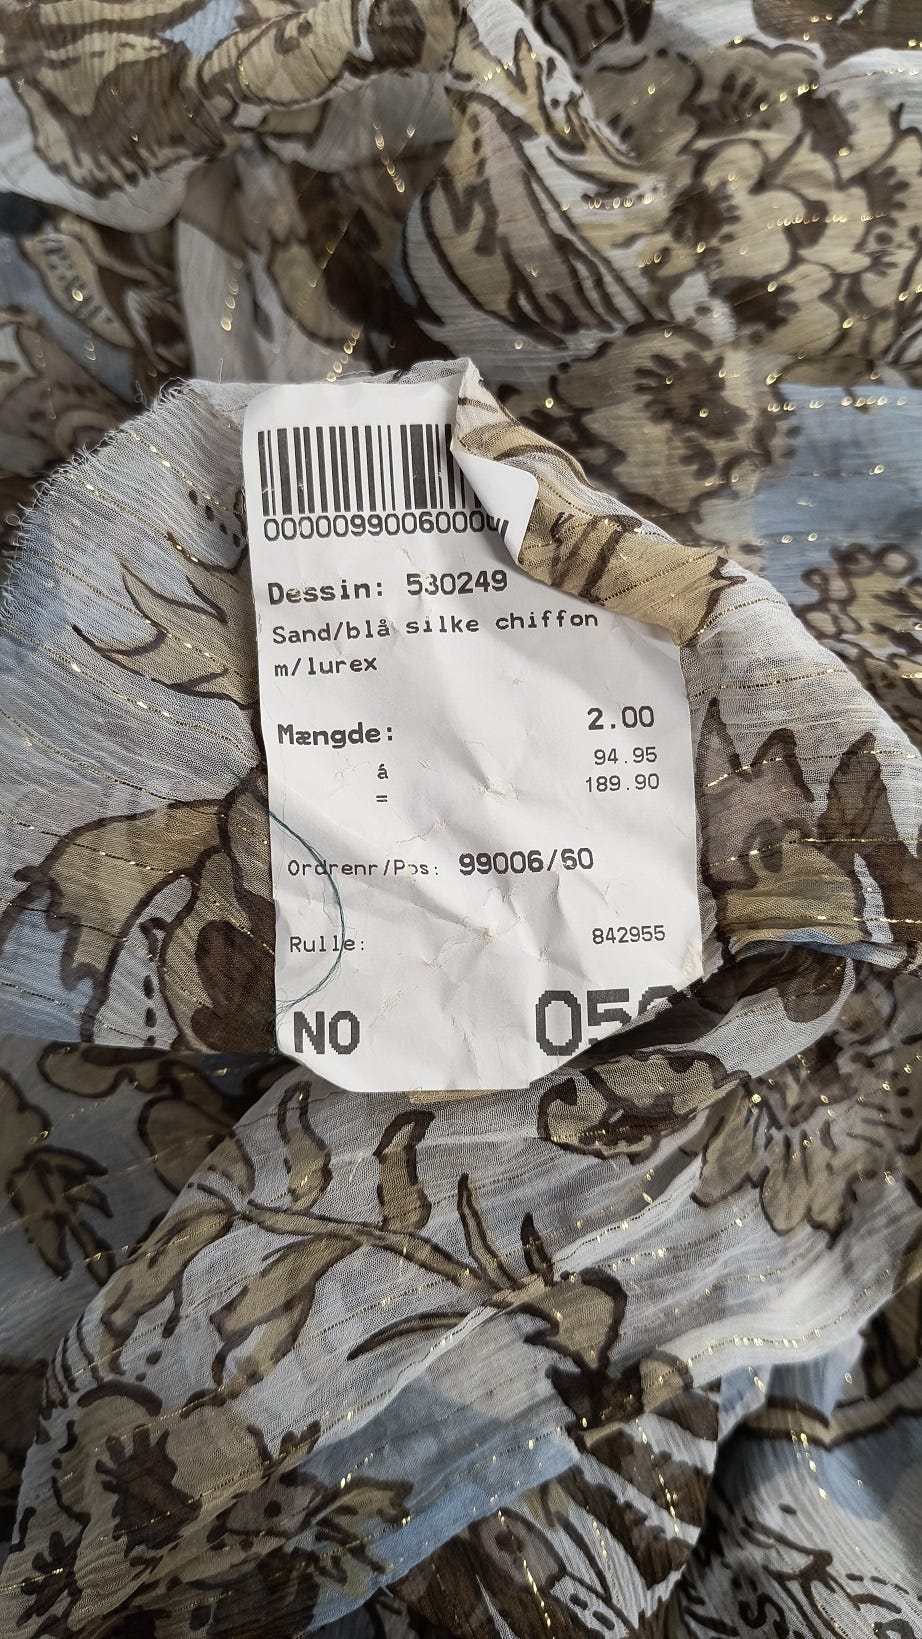 Dessin: 530249
Sand/blå silke chiffon
m/lurex
Mængde: 2.00
á 94.95
= 189.90
Ordrenr/Pos: 99006/60
Rulle: 842955
NO